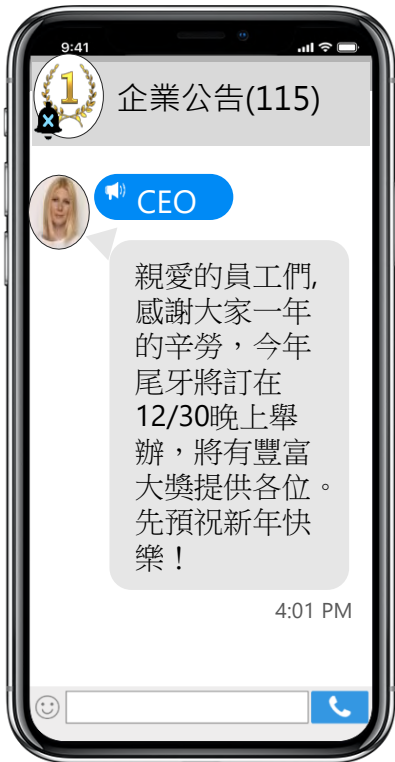 9:41
1
企業公告(115)
CEO
親愛的員工們,
感謝大家一年
的辛勞，今年
尾牙將訂在
12/30晚上舉
辦，將有豐富
大獎提供各位。
先預祝新年快
樂！
4:01 PM